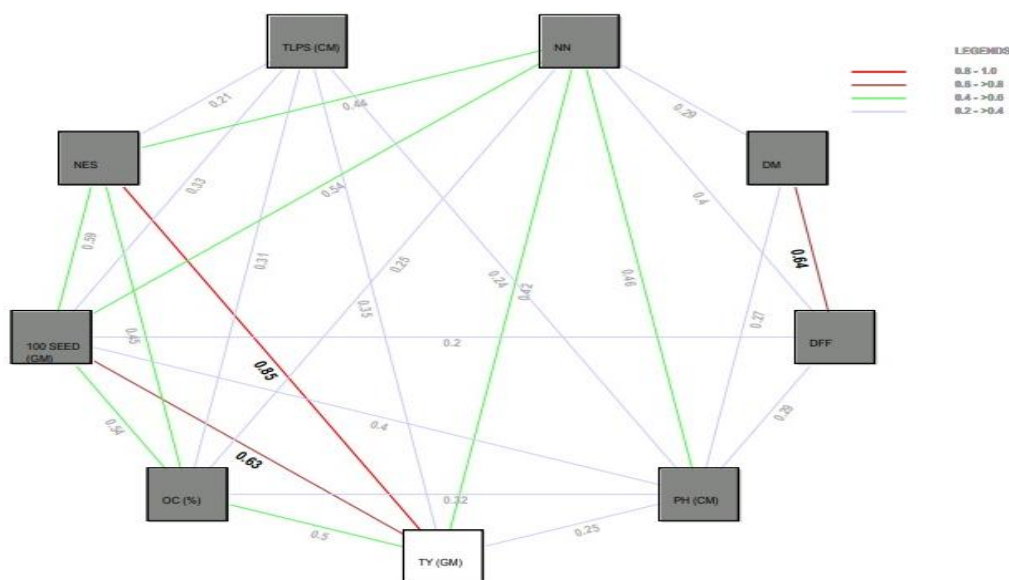 TLPS (CM)
NN
LEGENDS
0.8 - 1.0
0.6 - >0.8
0.4 - >0.6
0.2 - >0.4
0.21
0.44
0.29
NES
DM
0.33
0.54
0.4
0.59
0.31
0.25
0.24
0.46
0.64
0.42
0.35
0.27
0.45
100 SEED
(GM)
0.2
DFF
0.85
0.54
0.4
0.29
0.63
OC (%)
0.32
PH (CM)
0.5
0.25
TY (GM)